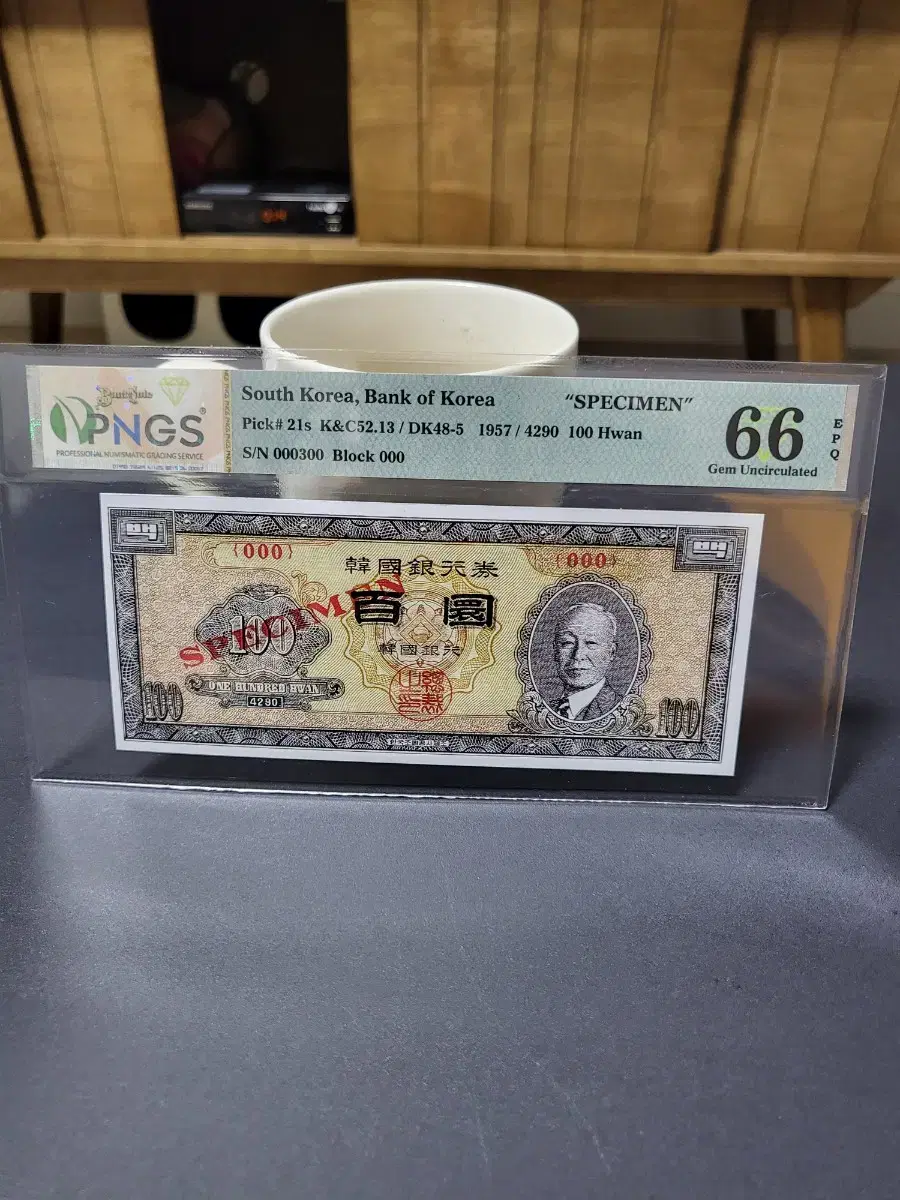 South Korea, Bank of Korea "SPECIMEN"
Pick# 21s K&C52.13 / DK48-5 1957 / 4290 100 Hwan
S/N 000300 Block 000
66
Gem Uncirculated
E
P
Q
PNGS
PROFESSIONAL NUMISMATIC GRADING SERVICE
{000}
{000}
韓國銀行券
百 圜
100
SPECIMEN
韓國銀行
ONE HUNDRED HWAN
4290
100
100